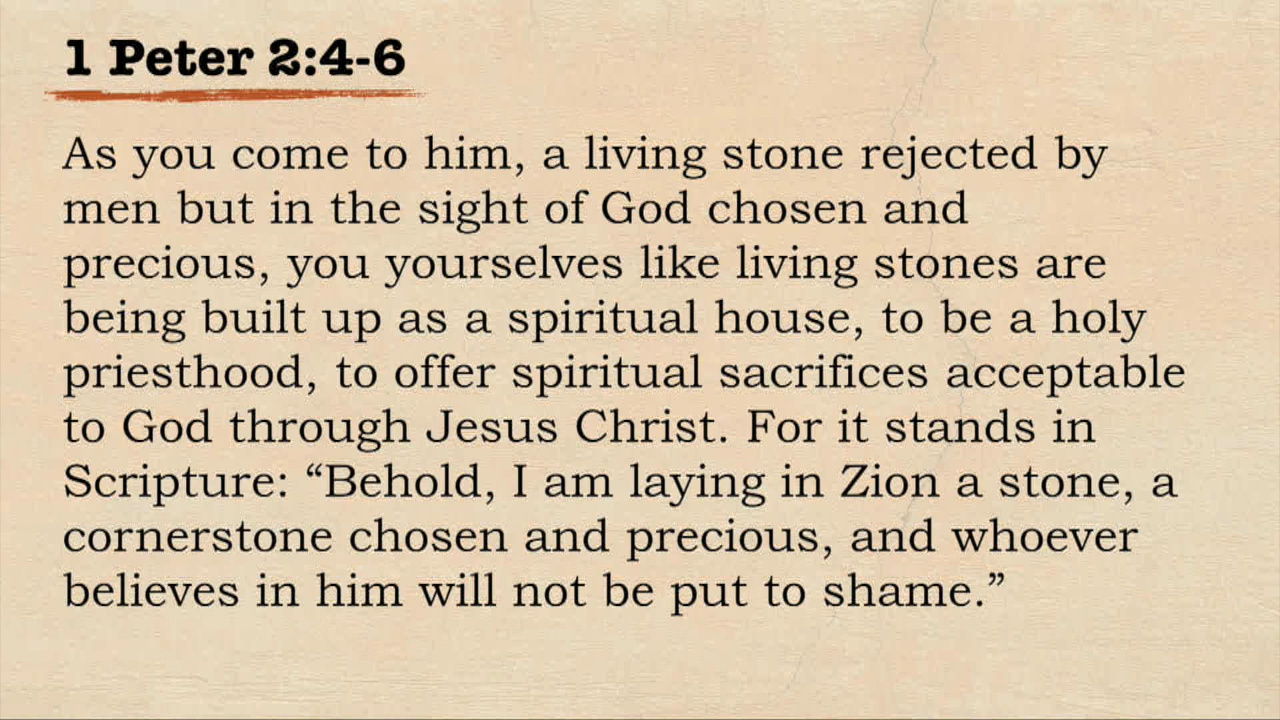 1 Peter 2:4-6
As you come to him, a living stone rejected by
men but in the sight of God chosen and
precious, you yourselves like living stones are
being built up as a spiritual house, to be a holy
priesthood, to offer spiritual sacrifices acceptable
to God through Jesus Christ. For it stands in
Scripture: “Behold, I am laying in Zion a stone, a
cornerstone chosen and precious, and whoever
believes in him will not be put to shame.”